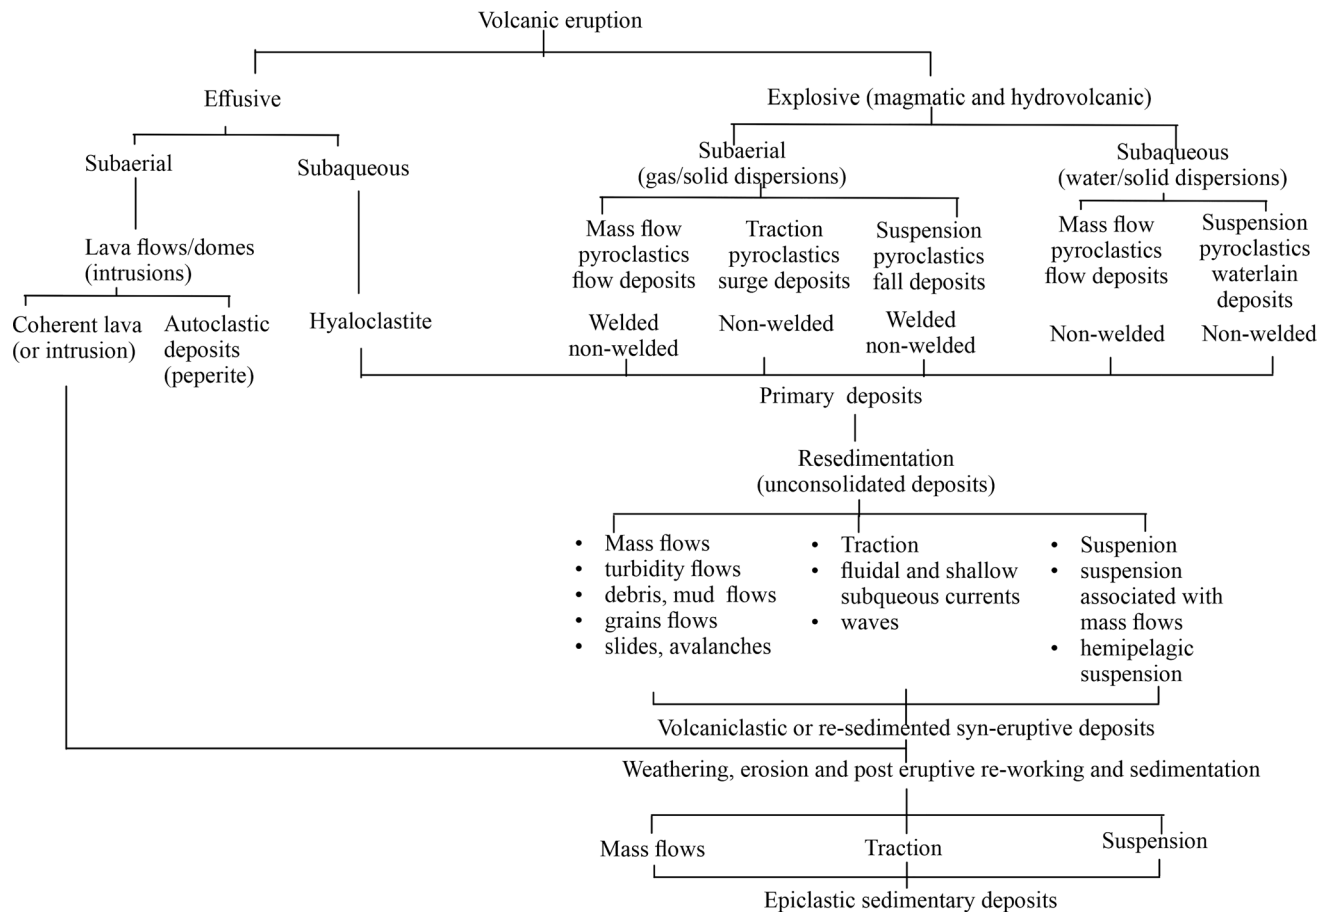 Volcanic eruption
Effusive
Explosive (magmatic and hydrovolcanic)
Subaerial
Subaqueous
Subaerial
(gas/solid dispersions)
Subaqueous
(water/solid dispersions)
Lava flows/domes
(intrusions)
Mass flow
pyroclastics
flow deposits
Traction
pyroclastics
surge deposits
Suspension
pyroclastics
fall deposits
Mass flow
pyroclastics
flow deposits
Suspension
pyroclastics
waterlain
deposits
Coherent lava
(or intrusion)
Autoclastic
deposits
(peperite)
Hyaloclastite
Welded
non-welded
Non-welded
Welded
non-welded
Non-welded
Non-welded
Primary deposits
Resedimentation
(unconsolidated deposits)
• Mass flows
• turbidity flows
• debris, mud flows
• grains flows
• slides, avalanches
• Traction
• fluidal and shallow
subqueous currents
• waves
• Suspenion
• suspension
associated with
mass flows
• hemipelagic
suspension
Volcaniclastic or re-sedimented syn-eruptive deposits
Weathering, erosion and post eruptive re-working and sedimentation
Mass flows
Traction
Suspension
Epiclastic sedimentary deposits